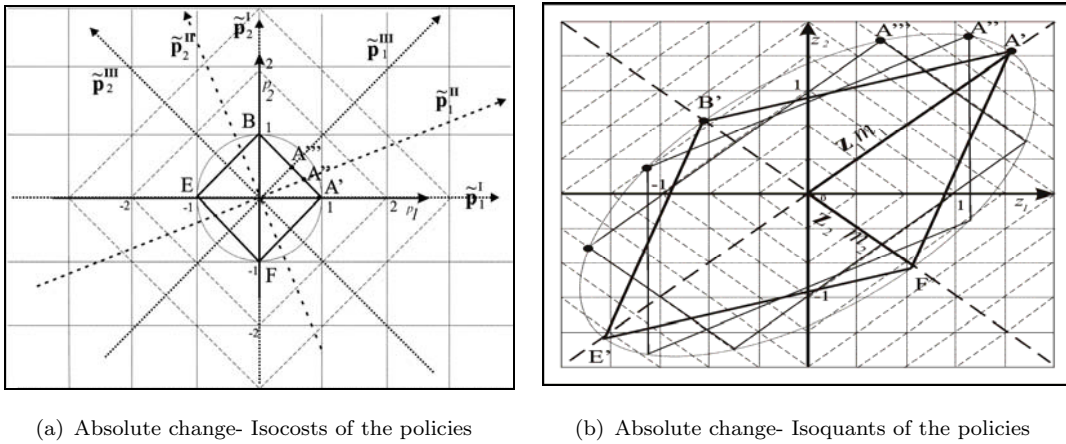 p̃₂ᴵᴵ
p̃₂ᴵ
p̃₁ᴵᴵᴵ
p̃₂ᴵᴵᴵ
2
p₂
p̃₁ᴵᴵ
B
1
A'''
A''
E
A'
p̃₁ᴵ
-2
-1
1
p₁
2
-1
F
-2
z₂
A'''
A''
A'
1
B'
z₁
m₁
-1
1
z₁
z₂
m₂
F'
-1
E'
(a) Absolute change- Isocosts of the policies
(b) Absolute change- Isoquants of the policies